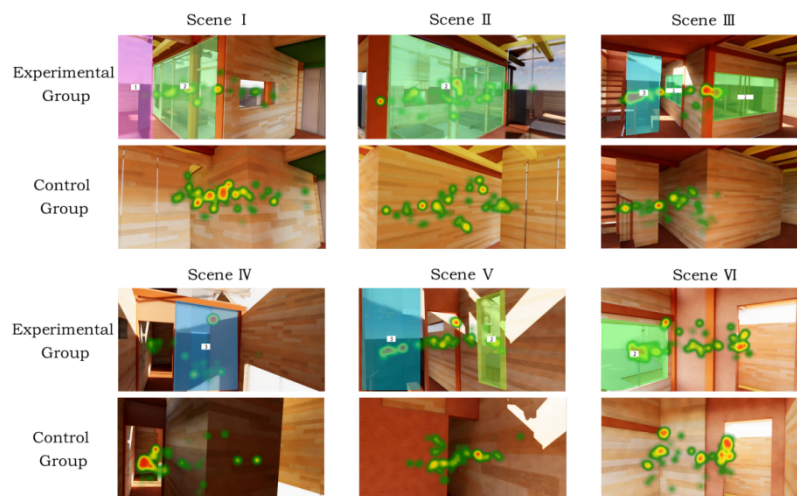 Scene Ⅰ
Scene Ⅱ
Scene Ⅲ
Experimental
Group
1
2
2
3
Control
Group
Scene Ⅳ
Scene Ⅴ
Scene Ⅵ
Experimental
Group
3
3
2
2
Control
Group